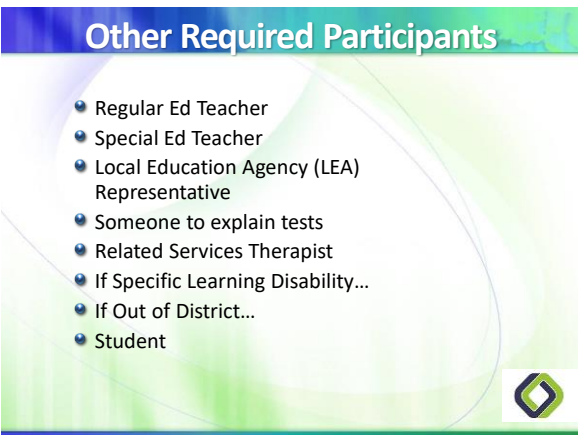 Other Required Participants
Regular Ed Teacher
Special Ed Teacher
Local Education Agency (LEA)
Representative
Someone to explain tests
Related Services Therapist
If Specific Learning Disability…
If Out of District…
Student